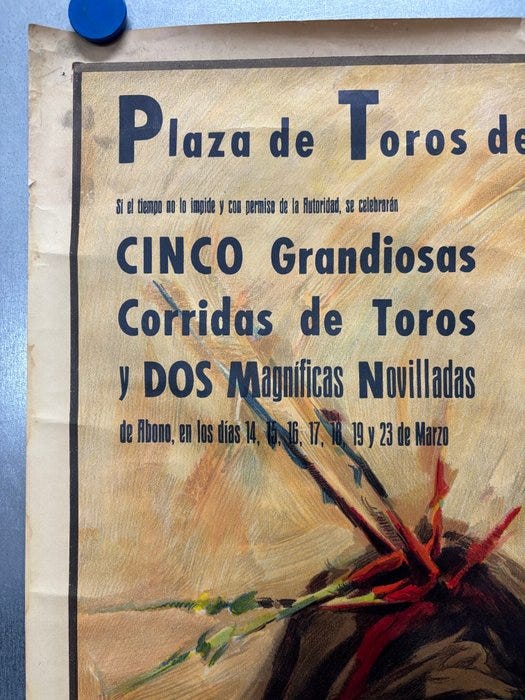 Plaza de Toros de
Si el tiempo no lo impide y con permiso de la Autoridad, se celebrarán
CINCO Grandiosas
Corridas de Toros
y DOS Magníficas Novilladas
de Abono, en los días 14, 15, 16, 17, 18, 19 y 23 de Marzo